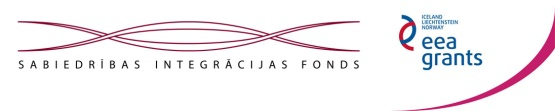 SABIEDRĪBAS INTEGRĀCIJAS FONDS
ICELAND
LIECHTENSTEIN
NORWAY
eea
grants